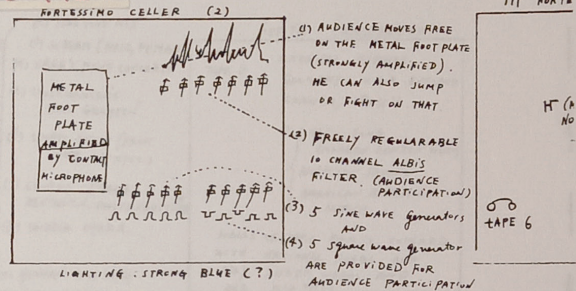 FORTESSIMO CELLER (2)
METAL
FOOT
PLATE
AMPLIFIED
BY CONTACT
MICROPHONE
LIGHTING : STRONG BLUE (?)
(1) AUDIENCE MOVES FREE
ON THE METAL FOOT PLATE
(STRONGLY AMPLIFIED).
HE CAN ALSO JUMP
OR FIGHT ON THAT
(2) FREELY REGULARABLE
10 CHANNEL ALBIS
FILTER. (AUDIENCE
PARTICIPATION)
(3) 5 SINE WAVE generators
AND
(4) 5 square wave generator
ARE PROVIDED FOR
AUDIENCE PARTICIPATION
tAPE 6